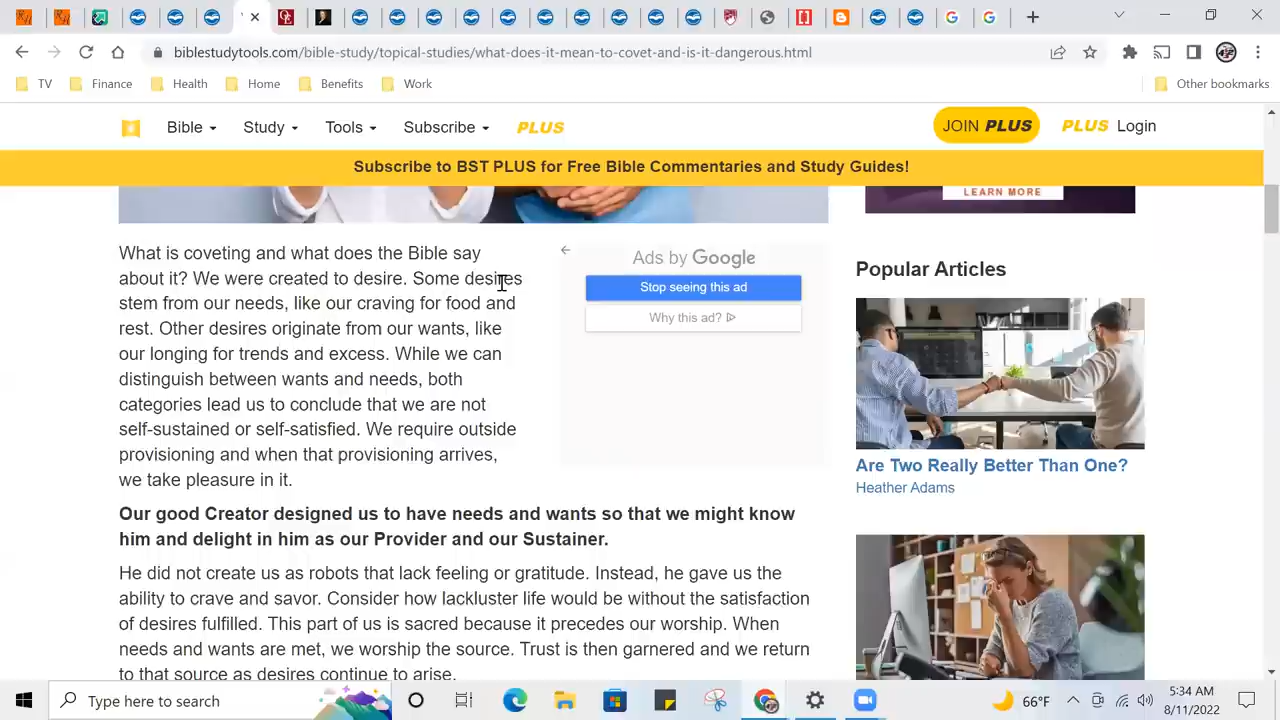 biblestudytools.com/bible-study/topical-studies/what-does-it-mean-to-covet-and-is-it-dangerous.html
TV Finance Health Home Benefits Work Other bookmarks
Bible Study Tools Subscribe PLUS JOIN PLUS PLUS Login
Subscribe to BST PLUS for Free Bible Commentaries and Study Guides!
LEARN MORE
What is coveting and what does the Bible say
about it? We were created to desire. Some desires
stem from our needs, like our craving for food and
rest. Other desires originate from our wants, like
our longing for trends and excess. While we can
distinguish between wants and needs, both
categories lead us to conclude that we are not
self-sustained or self-satisfied. We require outside
provisioning and when that provisioning arrives,
we take pleasure in it.
Ads by Google
Stop seeing this ad
Why this ad?
Our good Creator designed us to have needs and wants so that we might know
him and delight in him as our Provider and our Sustainer.
He did not create us as robots that lack feeling or gratitude. Instead, he gave us the
ability to crave and savor. Consider how lackluster life would be without the satisfaction
of desires fulfilled. This part of us is sacred because it precedes our worship. When
needs and wants are met, we worship the source. Trust is then garnered and we return
to that source as desires continue to arise.
Popular Articles
Are Two Really Better Than One?
Heather Adams
Type here to search
66°F
5:34 AM
8/11/2022